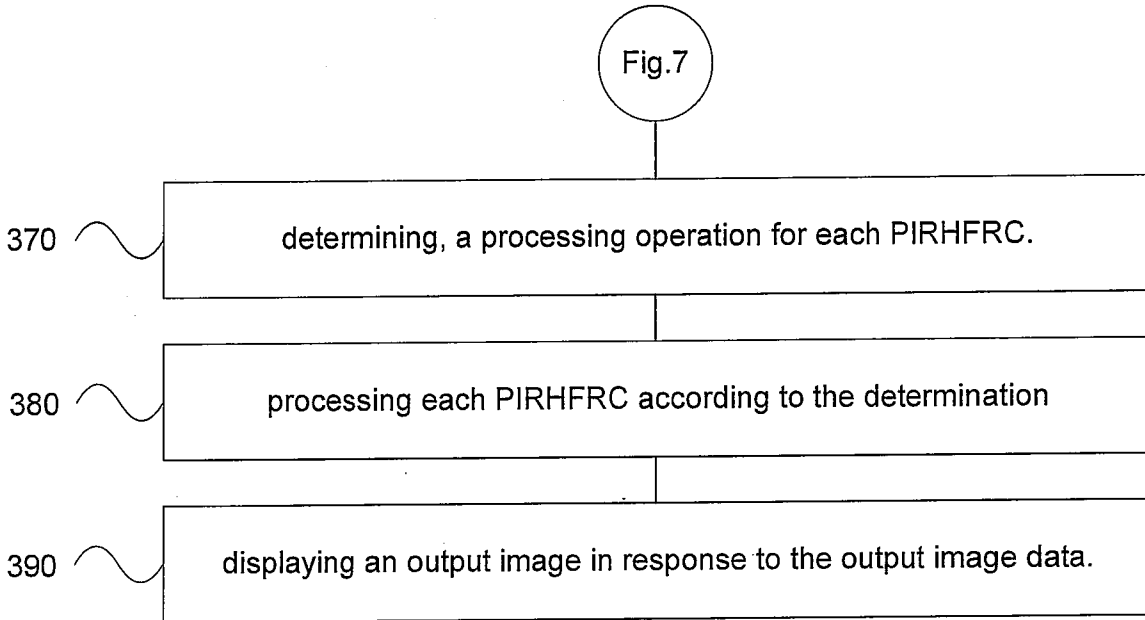 Fig.7
370 determining, a processing operation for each PIRHFRC.
380 processing each PIRHFRC according to the determination
390 displaying an output image in response to the output image data.